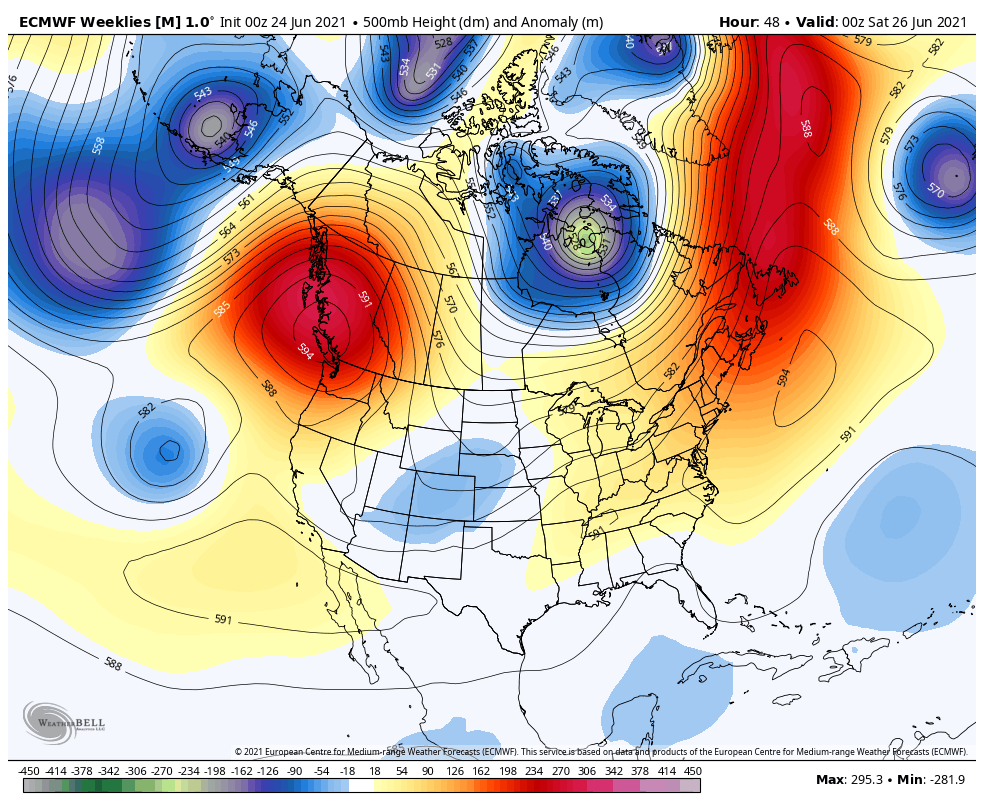 ECMWF Weeklies [M] 1.0° Init 00z 24 Jun 2021 • 500mb Height (dm) and Anomaly (m)
Hour: 48 • Valid: 00z Sat 26 Jun 2021
543 528 537 534 531 540 546
546 543 540
579 582
576
543 546 552
558
582
579 573 588
576 570
561 564 573
534 540 552
588
585 591 594
561 570 576
588
582
582
594
591
591
591
588
WEATHERBELL
Analytics LLC
© 2021 European Centre for Medium-range Weather Forecasts (ECMWF). This service is based on data and products of the European Centre for Medium-range Weather Forecasts (ECMWF).
-450 -414 -378 -342 -306 -270 -234 -198 -162 -126 -90 -54 -18 18 54 90 126 162 198 234 270 306 342 378 414 450
Max: 295.3 • Min: -281.9